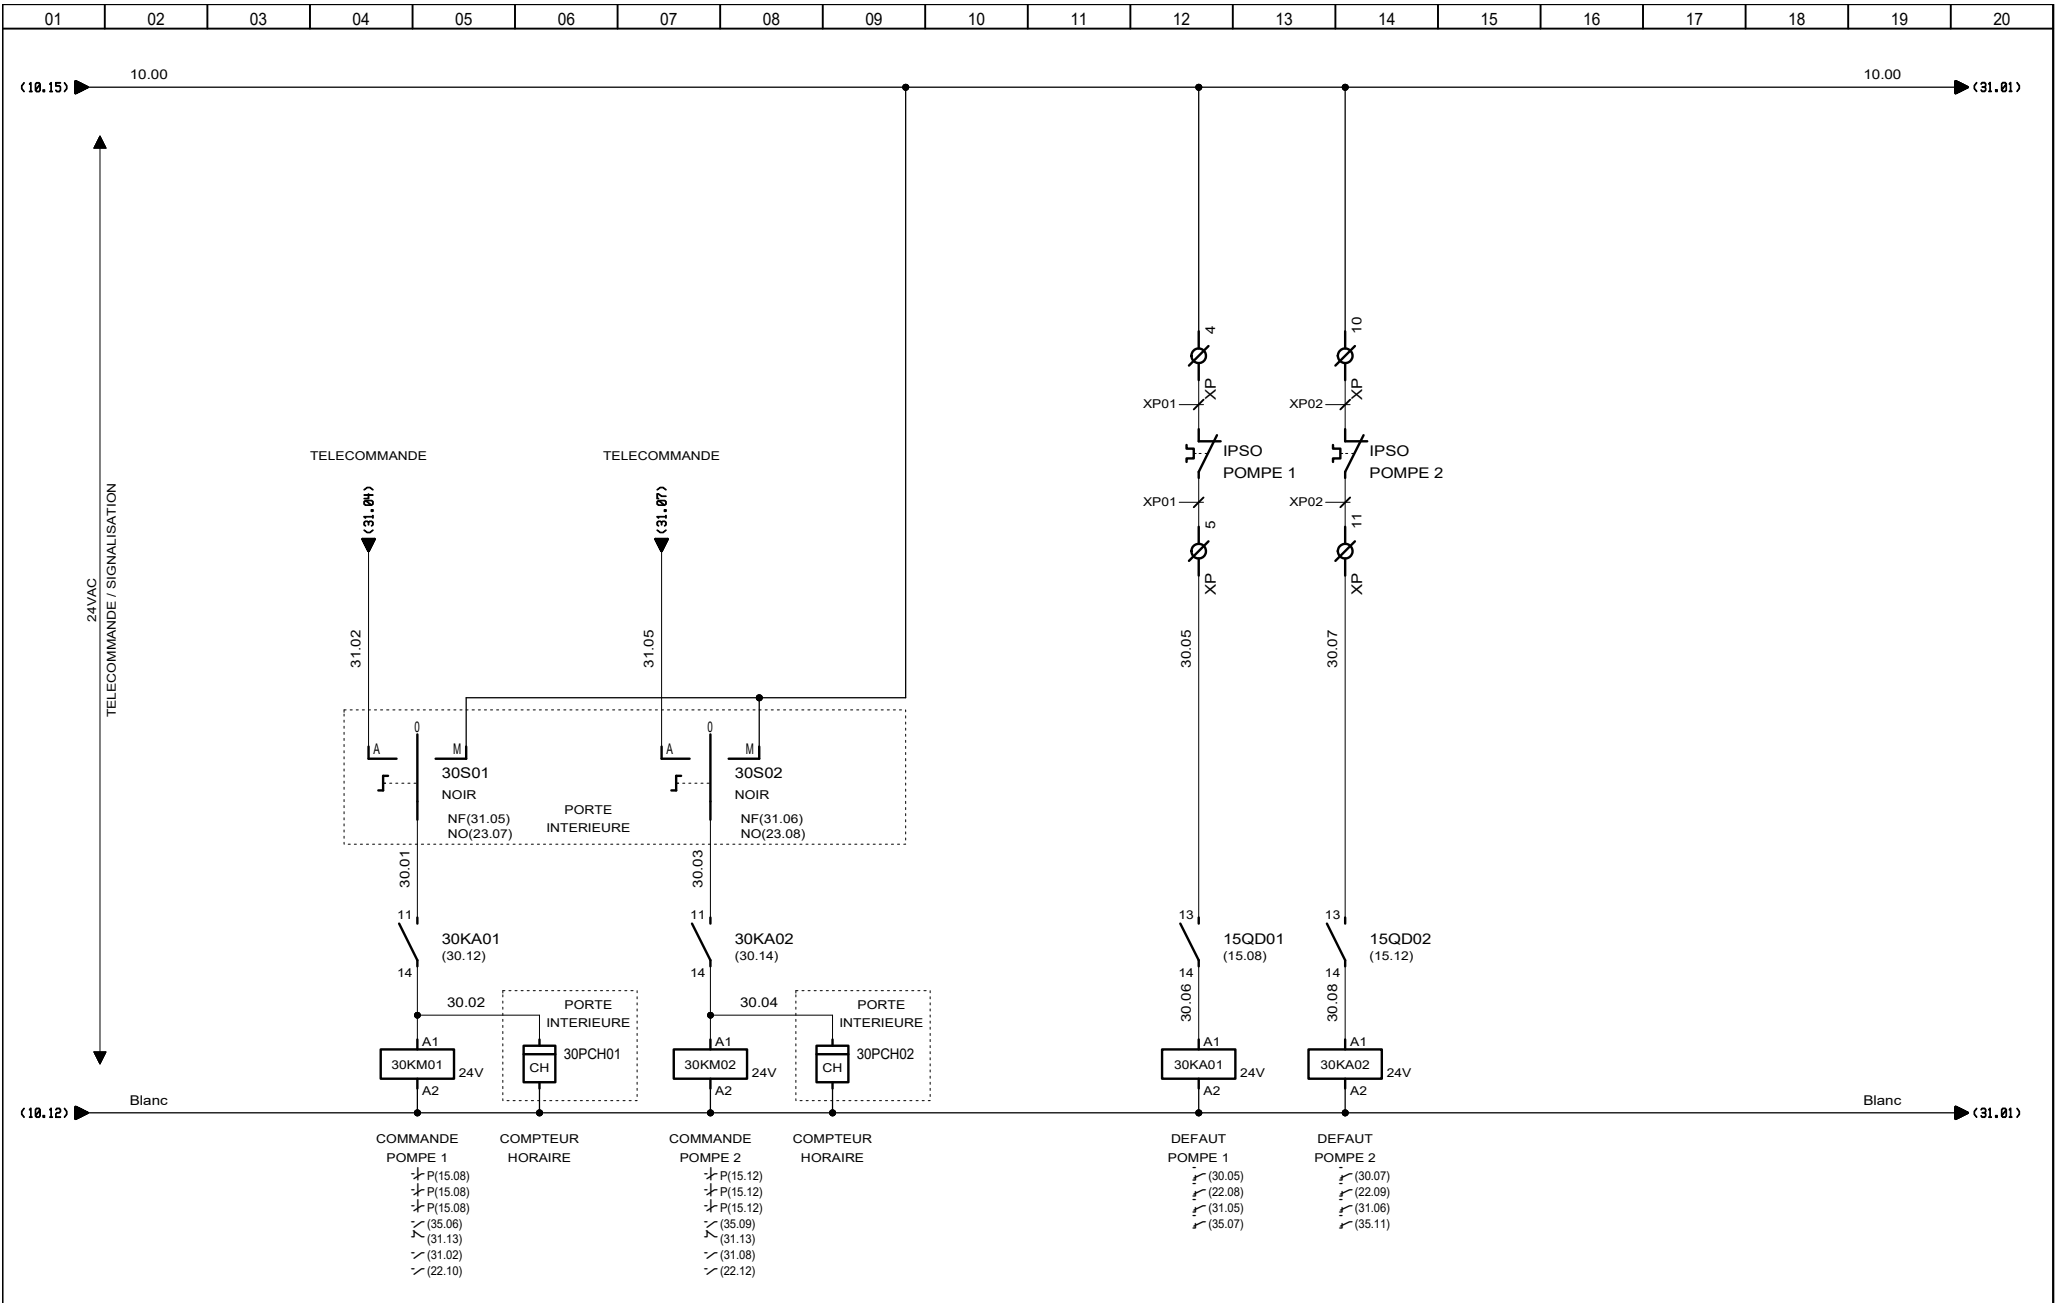 01 02 03 04 05 06 07 08 09 10 11 12 13 14 15 16 17 18 19 20
10.00 10.00
(10.15) (31.01)
24VAC
TELECOMMANDE / SIGNALISATION
4 10
XP XP
XP01 XP02
TELECOMMANDE TELECOMMANDE
IPSO IPSO
POMPE 1 POMPE 2
(31.04) (31.07)
XP01 XP02
5 11
XP XP
31.02 31.05 30.05 30.07
0 0
A M A M
30S01 30S02
NOIR NOIR
PORTE
INTERIEURE
NF(31.05) NF(31.06)
NO(23.07) NO(23.08)
30.01 30.03
11 11 13 13
30KA01 30KA02 15QD01 15QD02
(30.12) (30.14) (15.08) (15.12)
14 14 14 14
30.02 30.04 30.06 30.08
PORTE PORTE
INTERIEURE INTERIEURE
A1 A1 A1 A1
30PCH01 30PCH02
30KM01 24V CH 30KM02 24V CH 30KA01 24V 30KA02 24V
A2 A2 A2 A2
Blanc Blanc
(10.12) (31.01)
COMMANDE COMPTEUR COMMANDE COMPTEUR DEFAUT DEFAUT
POMPE 1 HORAIRE POMPE 2 HORAIRE POMPE 1 POMPE 2
P(15.08) P(15.12) (30.05) (30.07)
P(15.08) P(15.12) (22.08) (22.09)
P(15.08) P(15.12) (31.05) (31.06)
(35.06) (35.09) (35.07) (35.11)
(31.13) (31.13)
(31.02) (31.08)
(22.10) (22.12)